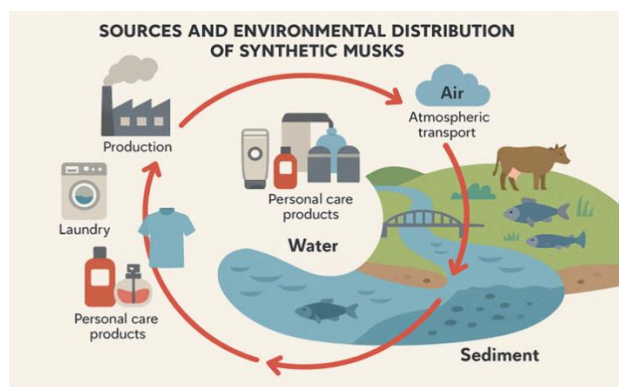 SOURCES AND ENVIRONMENTAL DISTRIBUTION
OF SYNTHETIC MUSKS
Production
Air
Atmospheric
transport
Personal care
products
Laundry
Water
Personal care
products
Sediment